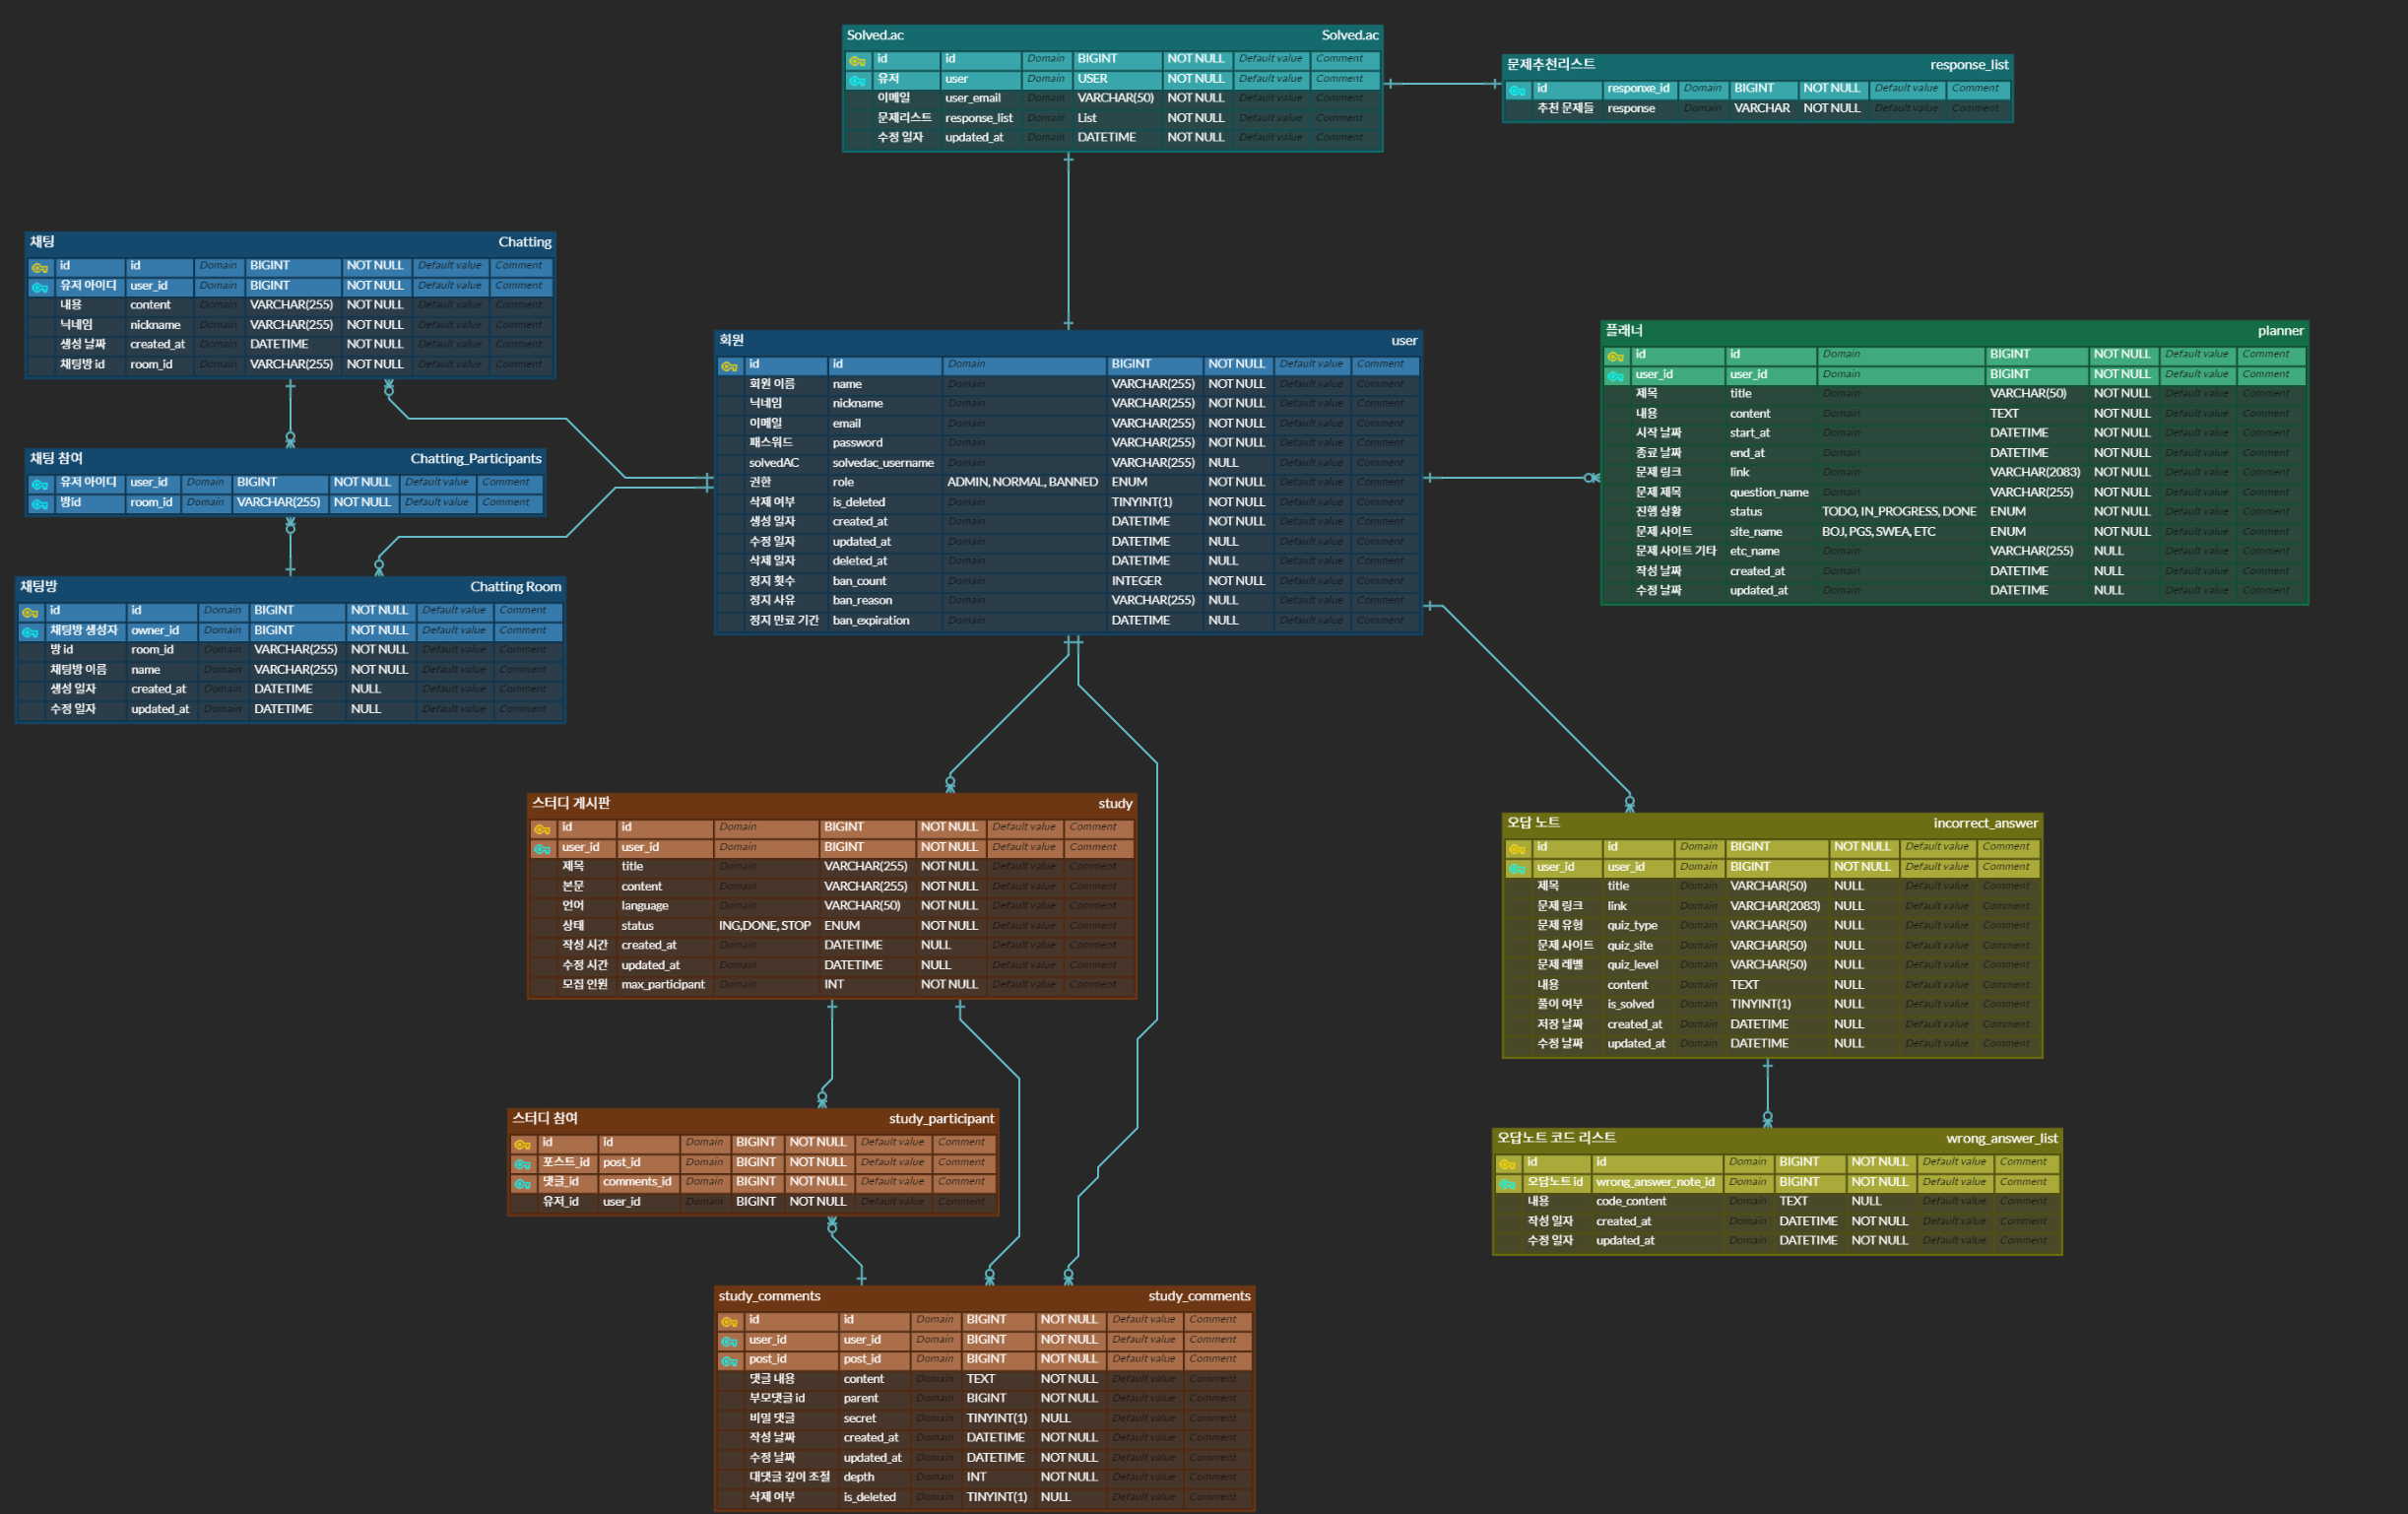 Solved.ac Solved.ac
id id Domain BIGINT NOT NULL Default value Comment
유저 user Domain USER NOT NULL Default value Comment
이메일 user_email Domain VARCHAR(50) NOT NULL Default value Comment
문제리스트 response_list Domain List NOT NULL Default value Comment
수정 일자 updated_at Domain DATETIME NOT NULL Default value Comment
문제추천리스트 response_list
id responxe_id Domain BIGINT NOT NULL Default value Comment
추천 문제들 response Domain VARCHAR NOT NULL Default value Comment
채팅 Chatting
id id Domain BIGINT NOT NULL Default value Comment
유저 아이디 user_id Domain BIGINT NOT NULL Default value Comment
내용 content Domain VARCHAR(255) NOT NULL Default value Comment
닉네임 nickname Domain VARCHAR(255) NOT NULL Default value Comment
생성 날짜 created_at Domain DATETIME NOT NULL Default value Comment
채팅방 id room_id Domain VARCHAR(255) NOT NULL Default value Comment
채팅 참여 Chatting_Participants
유저 아이디 user_id Domain BIGINT NOT NULL Default value Comment
방id room_id Domain VARCHAR(255) NOT NULL Default value Comment
채팅방 Chatting Room
id id Domain BIGINT NOT NULL Default value Comment
채팅방 생성자 owner_id Domain BIGINT NOT NULL Default value Comment
방 id room_id Domain VARCHAR(255) NOT NULL Default value Comment
채팅방 이름 name Domain VARCHAR(255) NOT NULL Default value Comment
생성 일자 created_at Domain DATETIME NULL Default value Comment
수정 일자 updated_at Domain DATETIME NULL Default value Comment
회원 user
id id Domain BIGINT NOT NULL Default value Comment
회원 이름 name Domain VARCHAR(255) NOT NULL Default value Comment
닉네임 nickname Domain VARCHAR(255) NOT NULL Default value Comment
이메일 email Domain VARCHAR(255) NOT NULL Default value Comment
패스워드 password Domain VARCHAR(255) NOT NULL Default value Comment
solvedAC solvedac_username Domain VARCHAR(255) NULL Default value Comment
권한 role ADMIN, NORMAL, BANNED ENUM NOT NULL Default value Comment
삭제 여부 is_deleted Domain TINYINT(1) NOT NULL Default value Comment
생성 일자 created_at Domain DATETIME NOT NULL Default value Comment
수정 일자 updated_at Domain DATETIME NULL Default value Comment
삭제 일자 deleted_at Domain DATETIME NULL Default value Comment
정지 횟수 ban_count Domain INTEGER NOT NULL Default value Comment
정지 사유 ban_reason Domain VARCHAR(255) NULL Default value Comment
정지 만료 기간 ban_expiration Domain DATETIME NULL Default value Comment
플래너 planner
id id Domain BIGINT NOT NULL Default value Comment
user_id user_id Domain BIGINT NOT NULL Default value Comment
제목 title Domain VARCHAR(50) NOT NULL Default value Comment
내용 content Domain TEXT NOT NULL Default value Comment
시작 날짜 start_at Domain DATETIME NOT NULL Default value Comment
종료 날짜 end_at Domain DATETIME NOT NULL Default value Comment
문제 링크 link Domain VARCHAR(2083) NOT NULL Default value Comment
문제 제목 question_name Domain VARCHAR(255) NOT NULL Default value Comment
진행 상황 status TODO, IN_PROGRESS, DONE ENUM NOT NULL Default value Comment
문제 사이트 site_name BOJ, PGS, SWEA, ETC ENUM NOT NULL Default value Comment
문제 사이트 기타 etc_name Domain VARCHAR(255) NULL Default value Comment
작성 날짜 created_at Domain DATETIME NULL Default value Comment
수정 날짜 updated_at Domain DATETIME NULL Default value Comment
스터디 게시판 study
id id Domain BIGINT NOT NULL Default value Comment
user_id user_id Domain BIGINT NOT NULL Default value Comment
제목 title Domain VARCHAR(255) NOT NULL Default value Comment
본문 content Domain VARCHAR(255) NOT NULL Default value Comment
언어 language Domain VARCHAR(50) NOT NULL Default value Comment
상태 status ING,DONE, STOP ENUM NOT NULL Default value Comment
작성 시간 created_at Domain DATETIME NULL Default value Comment
수정 시간 updated_at Domain DATETIME NULL Default value Comment
모집 인원 max_participant Domain INT NOT NULL Default value Comment
오답 노트 incorrect_answer
id id Domain BIGINT NOT NULL Default value Comment
user_id user_id Domain BIGINT NOT NULL Default value Comment
제목 title Domain VARCHAR(50) NULL Default value Comment
문제 링크 link Domain VARCHAR(2083) NULL Default value Comment
문제 유형 quiz_type Domain VARCHAR(50) NULL Default value Comment
문제 사이트 quiz_site Domain VARCHAR(50) NULL Default value Comment
문제 레벨 quiz_level Domain VARCHAR(50) NULL Default value Comment
내용 content Domain TEXT NULL Default value Comment
풀이 여부 is_solved Domain TINYINT(1) NULL Default value Comment
저장 날짜 created_at Domain DATETIME NULL Default value Comment
수정 날짜 updated_at Domain DATETIME NULL Default value Comment
스터디 참여 study_participant
id id Domain BIGINT NOT NULL Default value Comment
포스트_id post_id Domain BIGINT NOT NULL Default value Comment
댓글_id comments_id Domain BIGINT NOT NULL Default value Comment
유저_id user_id Domain BIGINT NOT NULL Default value Comment
오답노트 코드 리스트 wrong_answer_list
id id Domain BIGINT NOT NULL Default value Comment
오답노트 id wrong_answer_note_id Domain BIGINT NOT NULL Default value Comment
내용 code_content Domain TEXT NULL Default value Comment
작성 일자 created_at Domain DATETIME NOT NULL Default value Comment
수정 일자 updated_at Domain DATETIME NOT NULL Default value Comment
study_comments study_comments
id id Domain BIGINT NOT NULL Default value Comment
user_id user_id Domain BIGINT NOT NULL Default value Comment
post_id post_id Domain BIGINT NOT NULL Default value Comment
댓글 내용 content Domain TEXT NOT NULL Default value Comment
부모댓글 id parent Domain BIGINT NOT NULL Default value Comment
비밀 댓글 secret Domain TINYINT(1) NULL Default value Comment
작성 날짜 created_at Domain DATETIME NOT NULL Default value Comment
수정 날짜 updated_at Domain DATETIME NOT NULL Default value Comment
대댓글 깊이 조절 depth Domain INT NOT NULL Default value Comment
삭제 여부 is_deleted Domain TINYINT(1) NULL Default value Comment